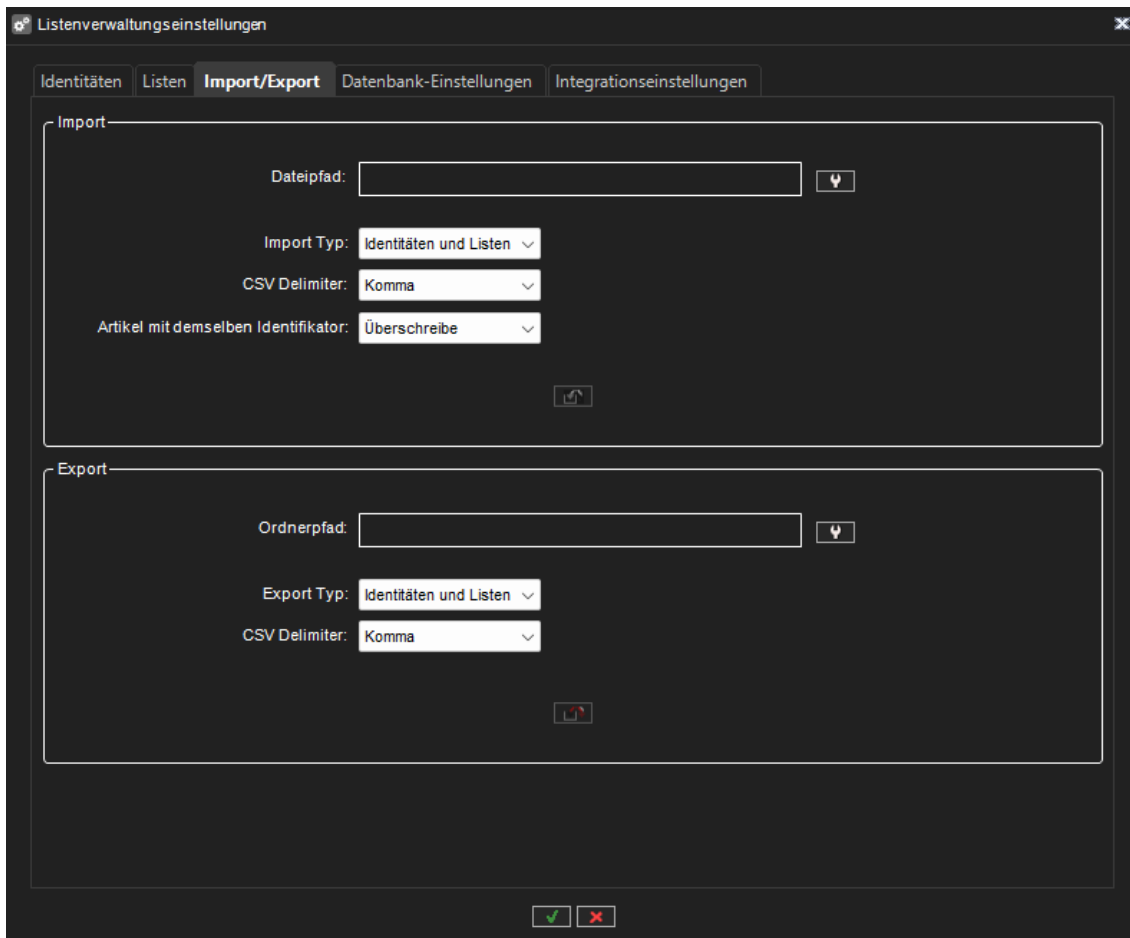 Listenverwaltungseinstellungen
Identitäten Listen Import/Export Datenbank-Einstellungen Integrationseinstellungen
Import
Dateipfad:
Import Typ: Identitäten und Listen
CSV Delimiter: Komma
Artikel mit demselben Identifikator: Überschreibe
Export
Ordnerpfad:
Export Typ: Identitäten und Listen
CSV Delimiter: Komma